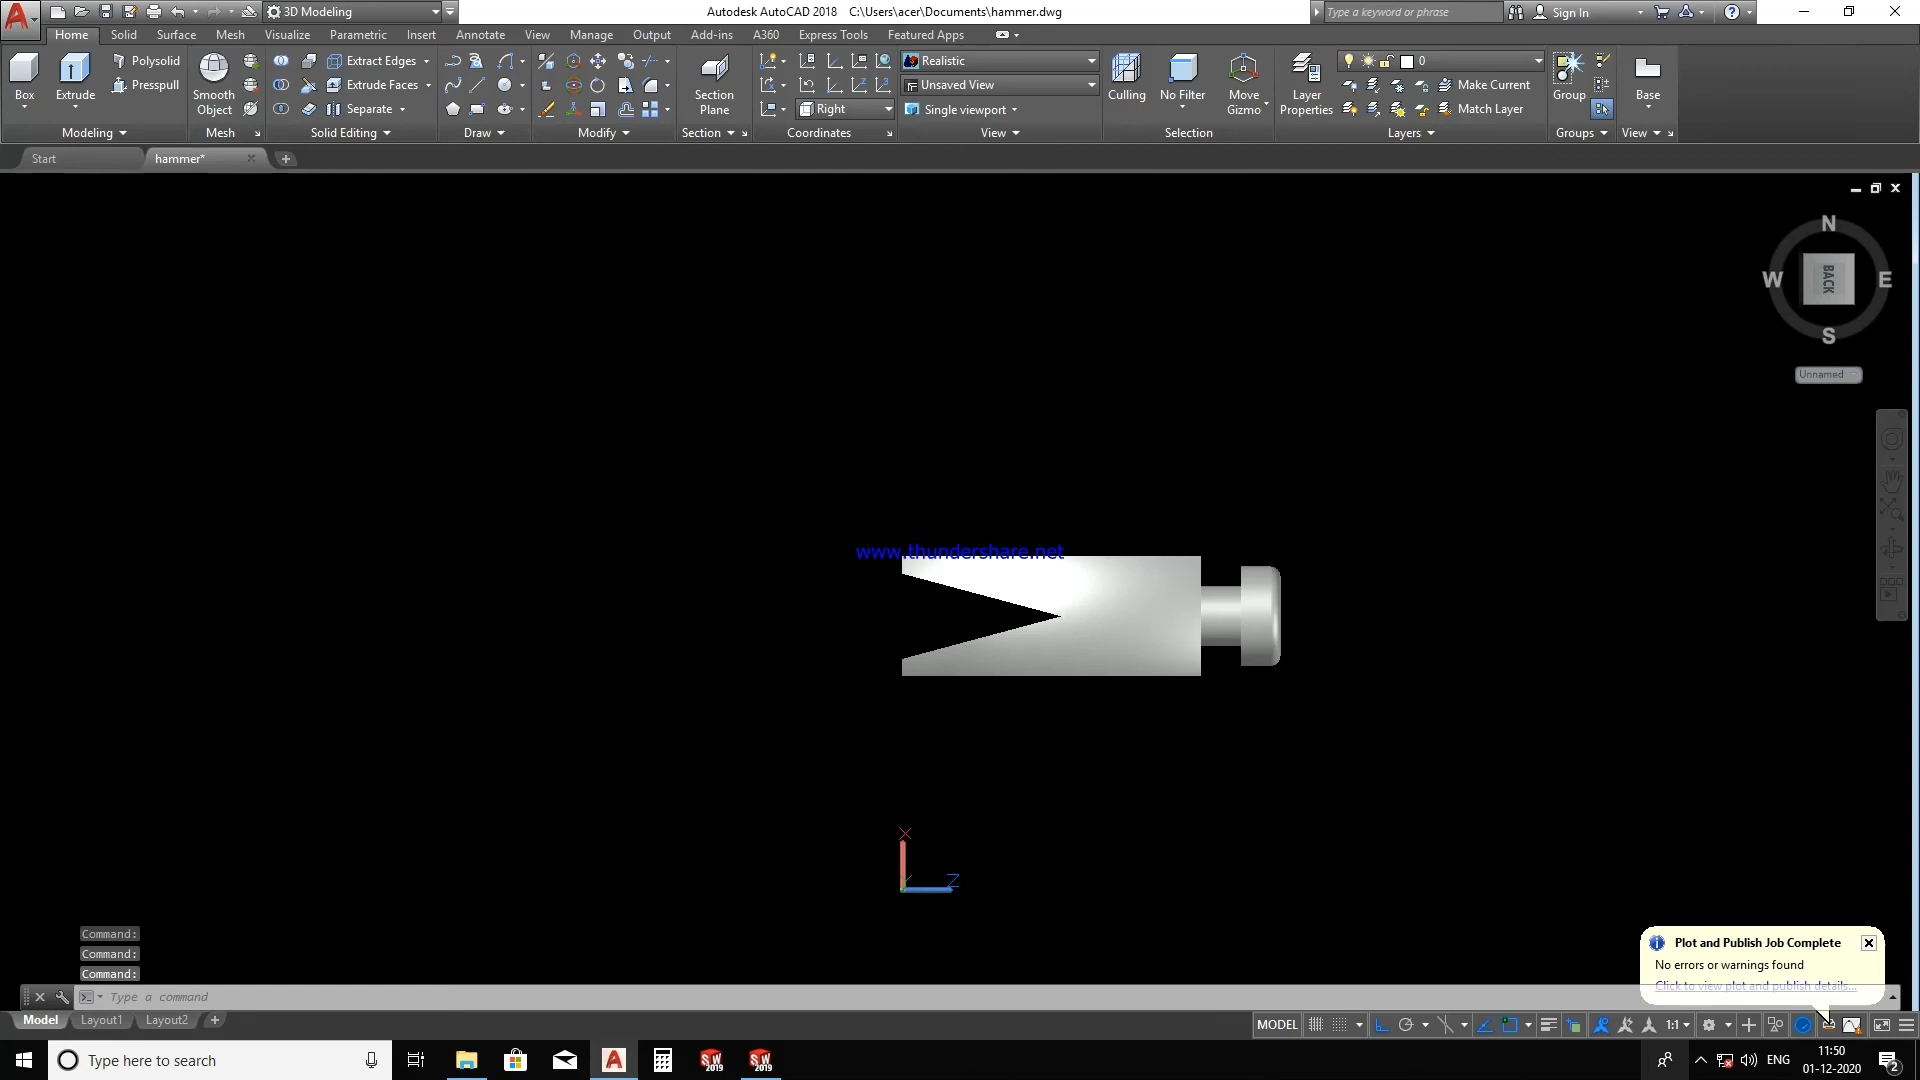 3D Modeling
Autodesk AutoCAD 2018 C:\Users\acer\Documents\hammer.dwg
Type a keyword or phrase
Sign In
Home Solid Surface Mesh Visualize Parametric Insert Annotate View Manage Output Add-ins A360 Express Tools Featured Apps
Box
Extrude
Polysolid
Presspull
Modeling
Smooth
Object
Mesh
Extract Edges
Extrude Faces
Separate
Solid Editing
Draw
Modify
Section
Plane
Section
Right
Coordinates
Realistic
Unsaved View
Single viewport
View
Culling
No Filter
Move
Gizmo
Selection
Layer
Properties
0
Make Current
Match Layer
Layers
Group
Groups
Base
View
Start
hammer*
N
W
BACK
E
S
Unnamed
www.thundershare.net
X
Z
Command:
Command:
Command:
Type a command
Plot and Publish Job Complete
No errors or warnings found
Click to view plot and publish details...
Model Layout1 Layout2
MODEL
1:1
Type here to search
SW
2019
SW
2019
ENG
11:50
01-12-2020
2